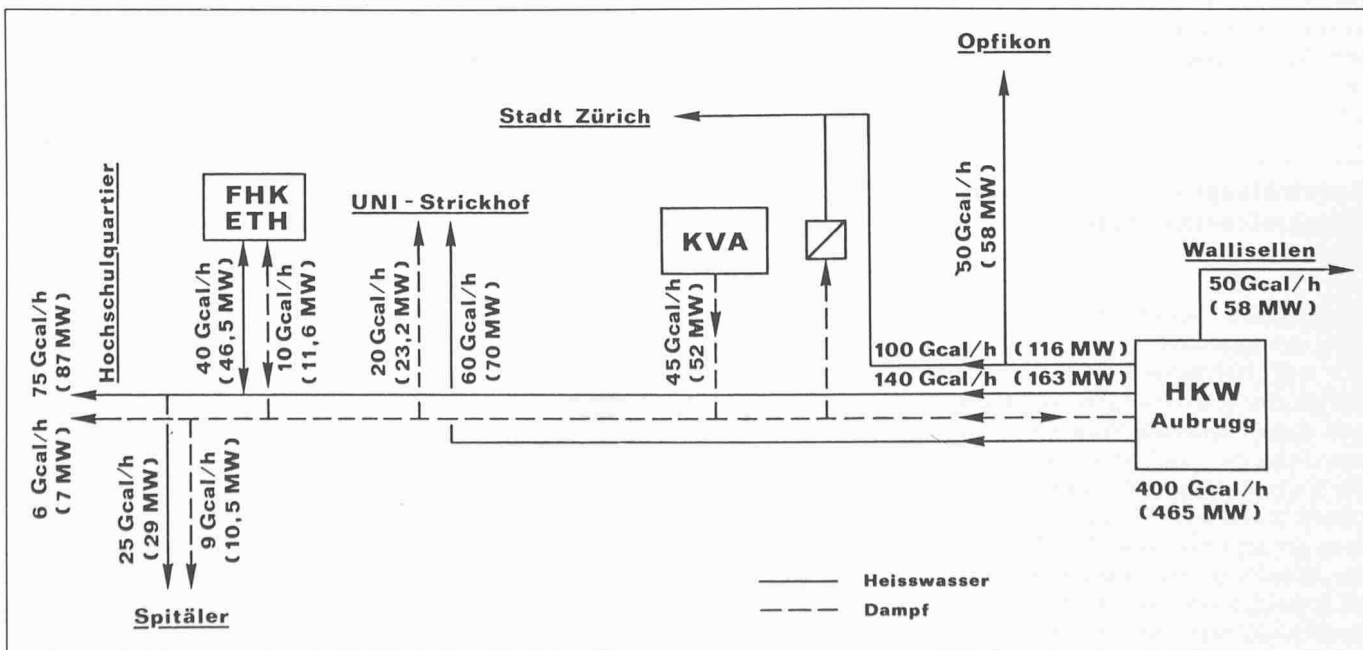 Opfikon
Stadt Zürich
50 Gcal/h
(58 MW)
Hochschulquartier
FHK
ETH
UNI-Strickhof
KVA
Wallisellen
50 Gcal/h
(58 MW)
75 Gcal/h
(87 MW)
40 Gcal/h
(46,5 MW)
10 Gcal/h
(11,6 MW)
20 Gcal/h
(23,2 MW)
60 Gcal/h
(70 MW)
45 Gcal/h
(52 MW)
100 Gcal/h (116 MW)
140 Gcal/h (163 MW)
HKW
Aubrugg
6 Gcal/h
(7 MW)
25 Gcal/h
(29 MW)
9 Gcal/h
(10,5 MW)
400 Gcal/h
(465 MW)
Heisswasser
Dampf
Spitäler